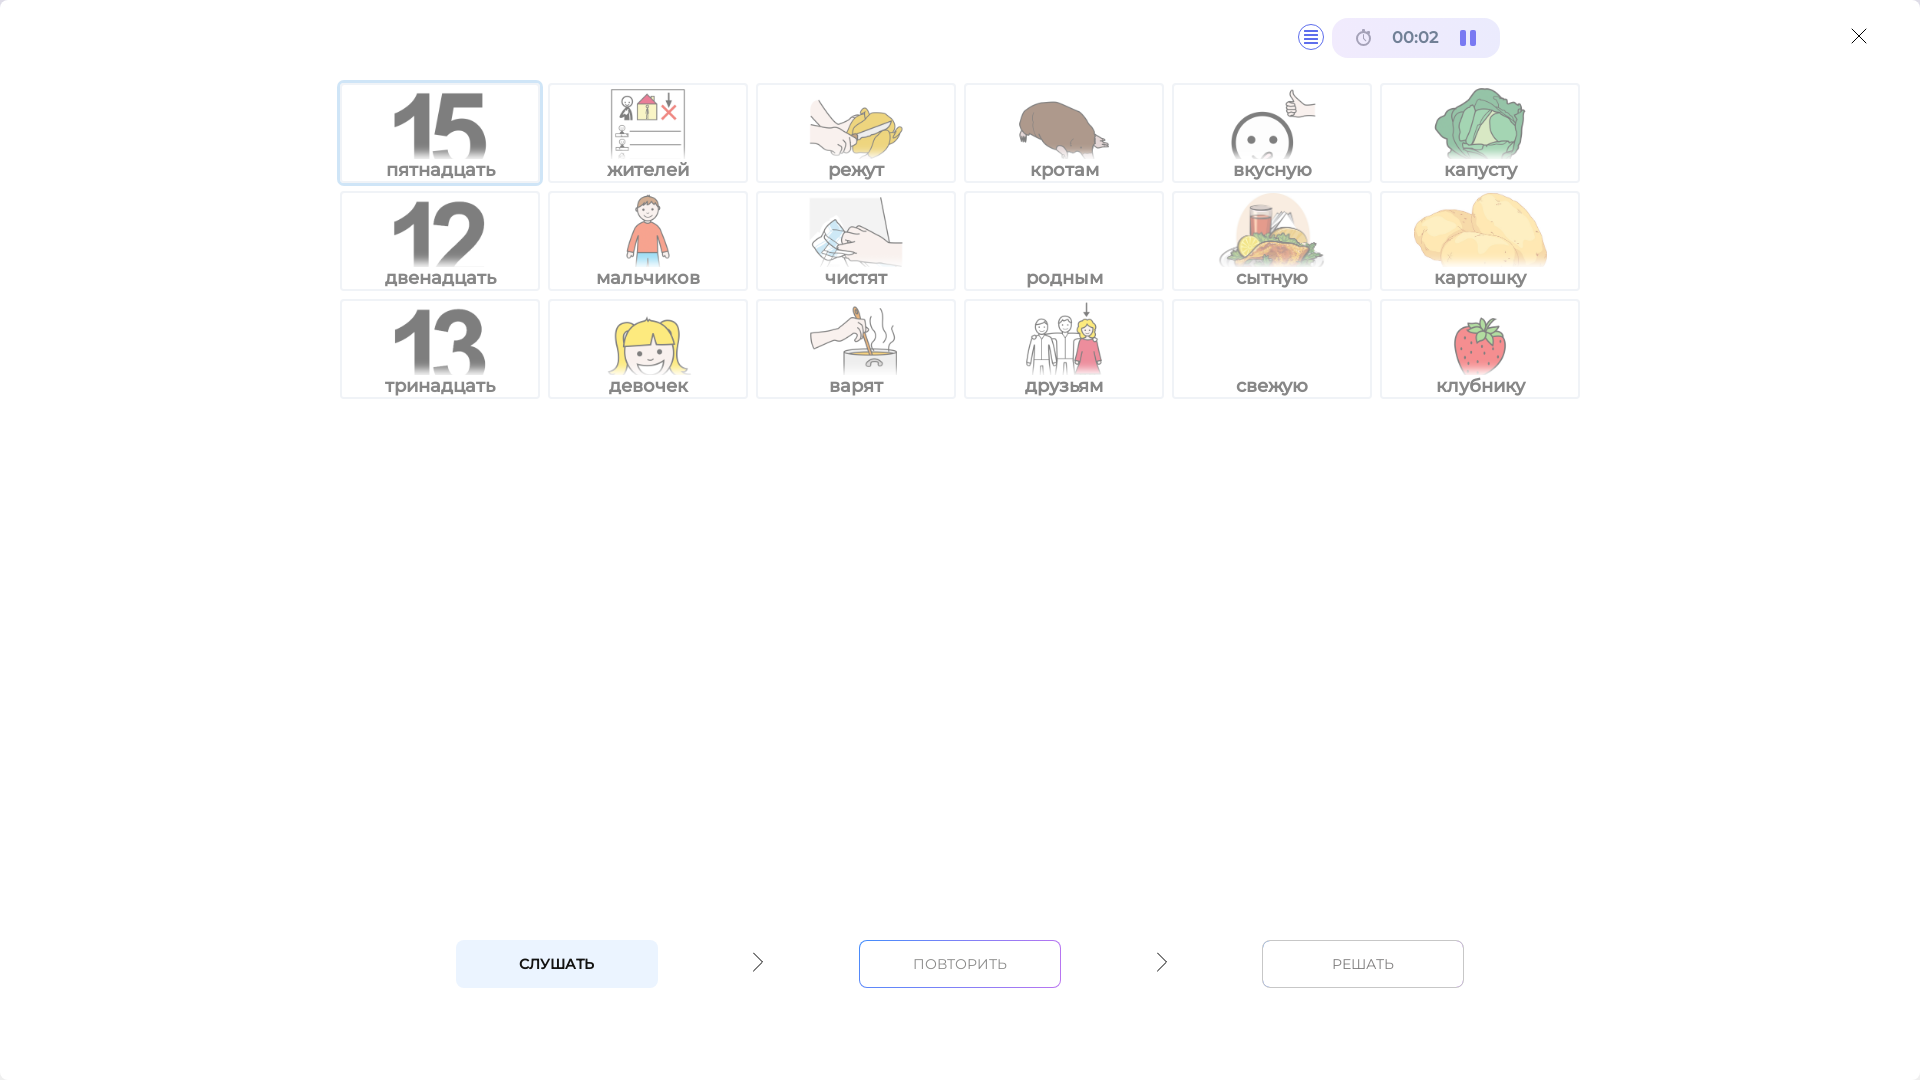 00:02
15 
пятнадцать жителей режут кротам вкусную капусту
12
двенадцать мальчиков чистят родным сытную картошку
13
тринадцать девочек варят друзьям свежую клубнику
СЛУШАТЬ ПОВТОРИТЬ РЕШАТЬ